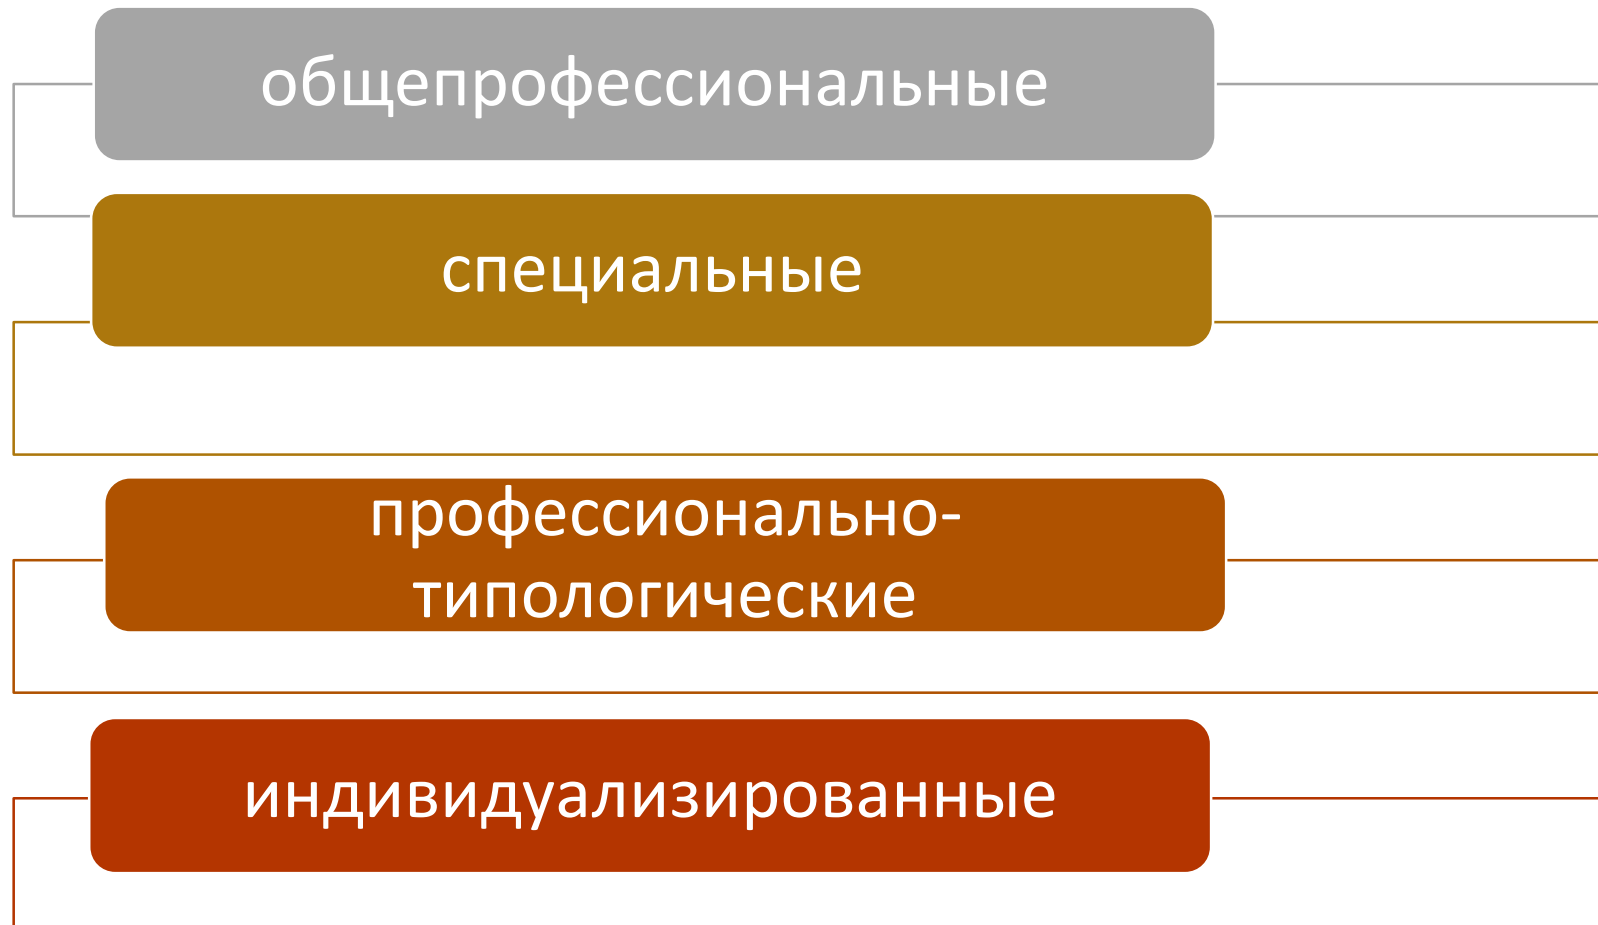 общепрофессиональные
специальные
профессионально-
типологические
индивидуализированные